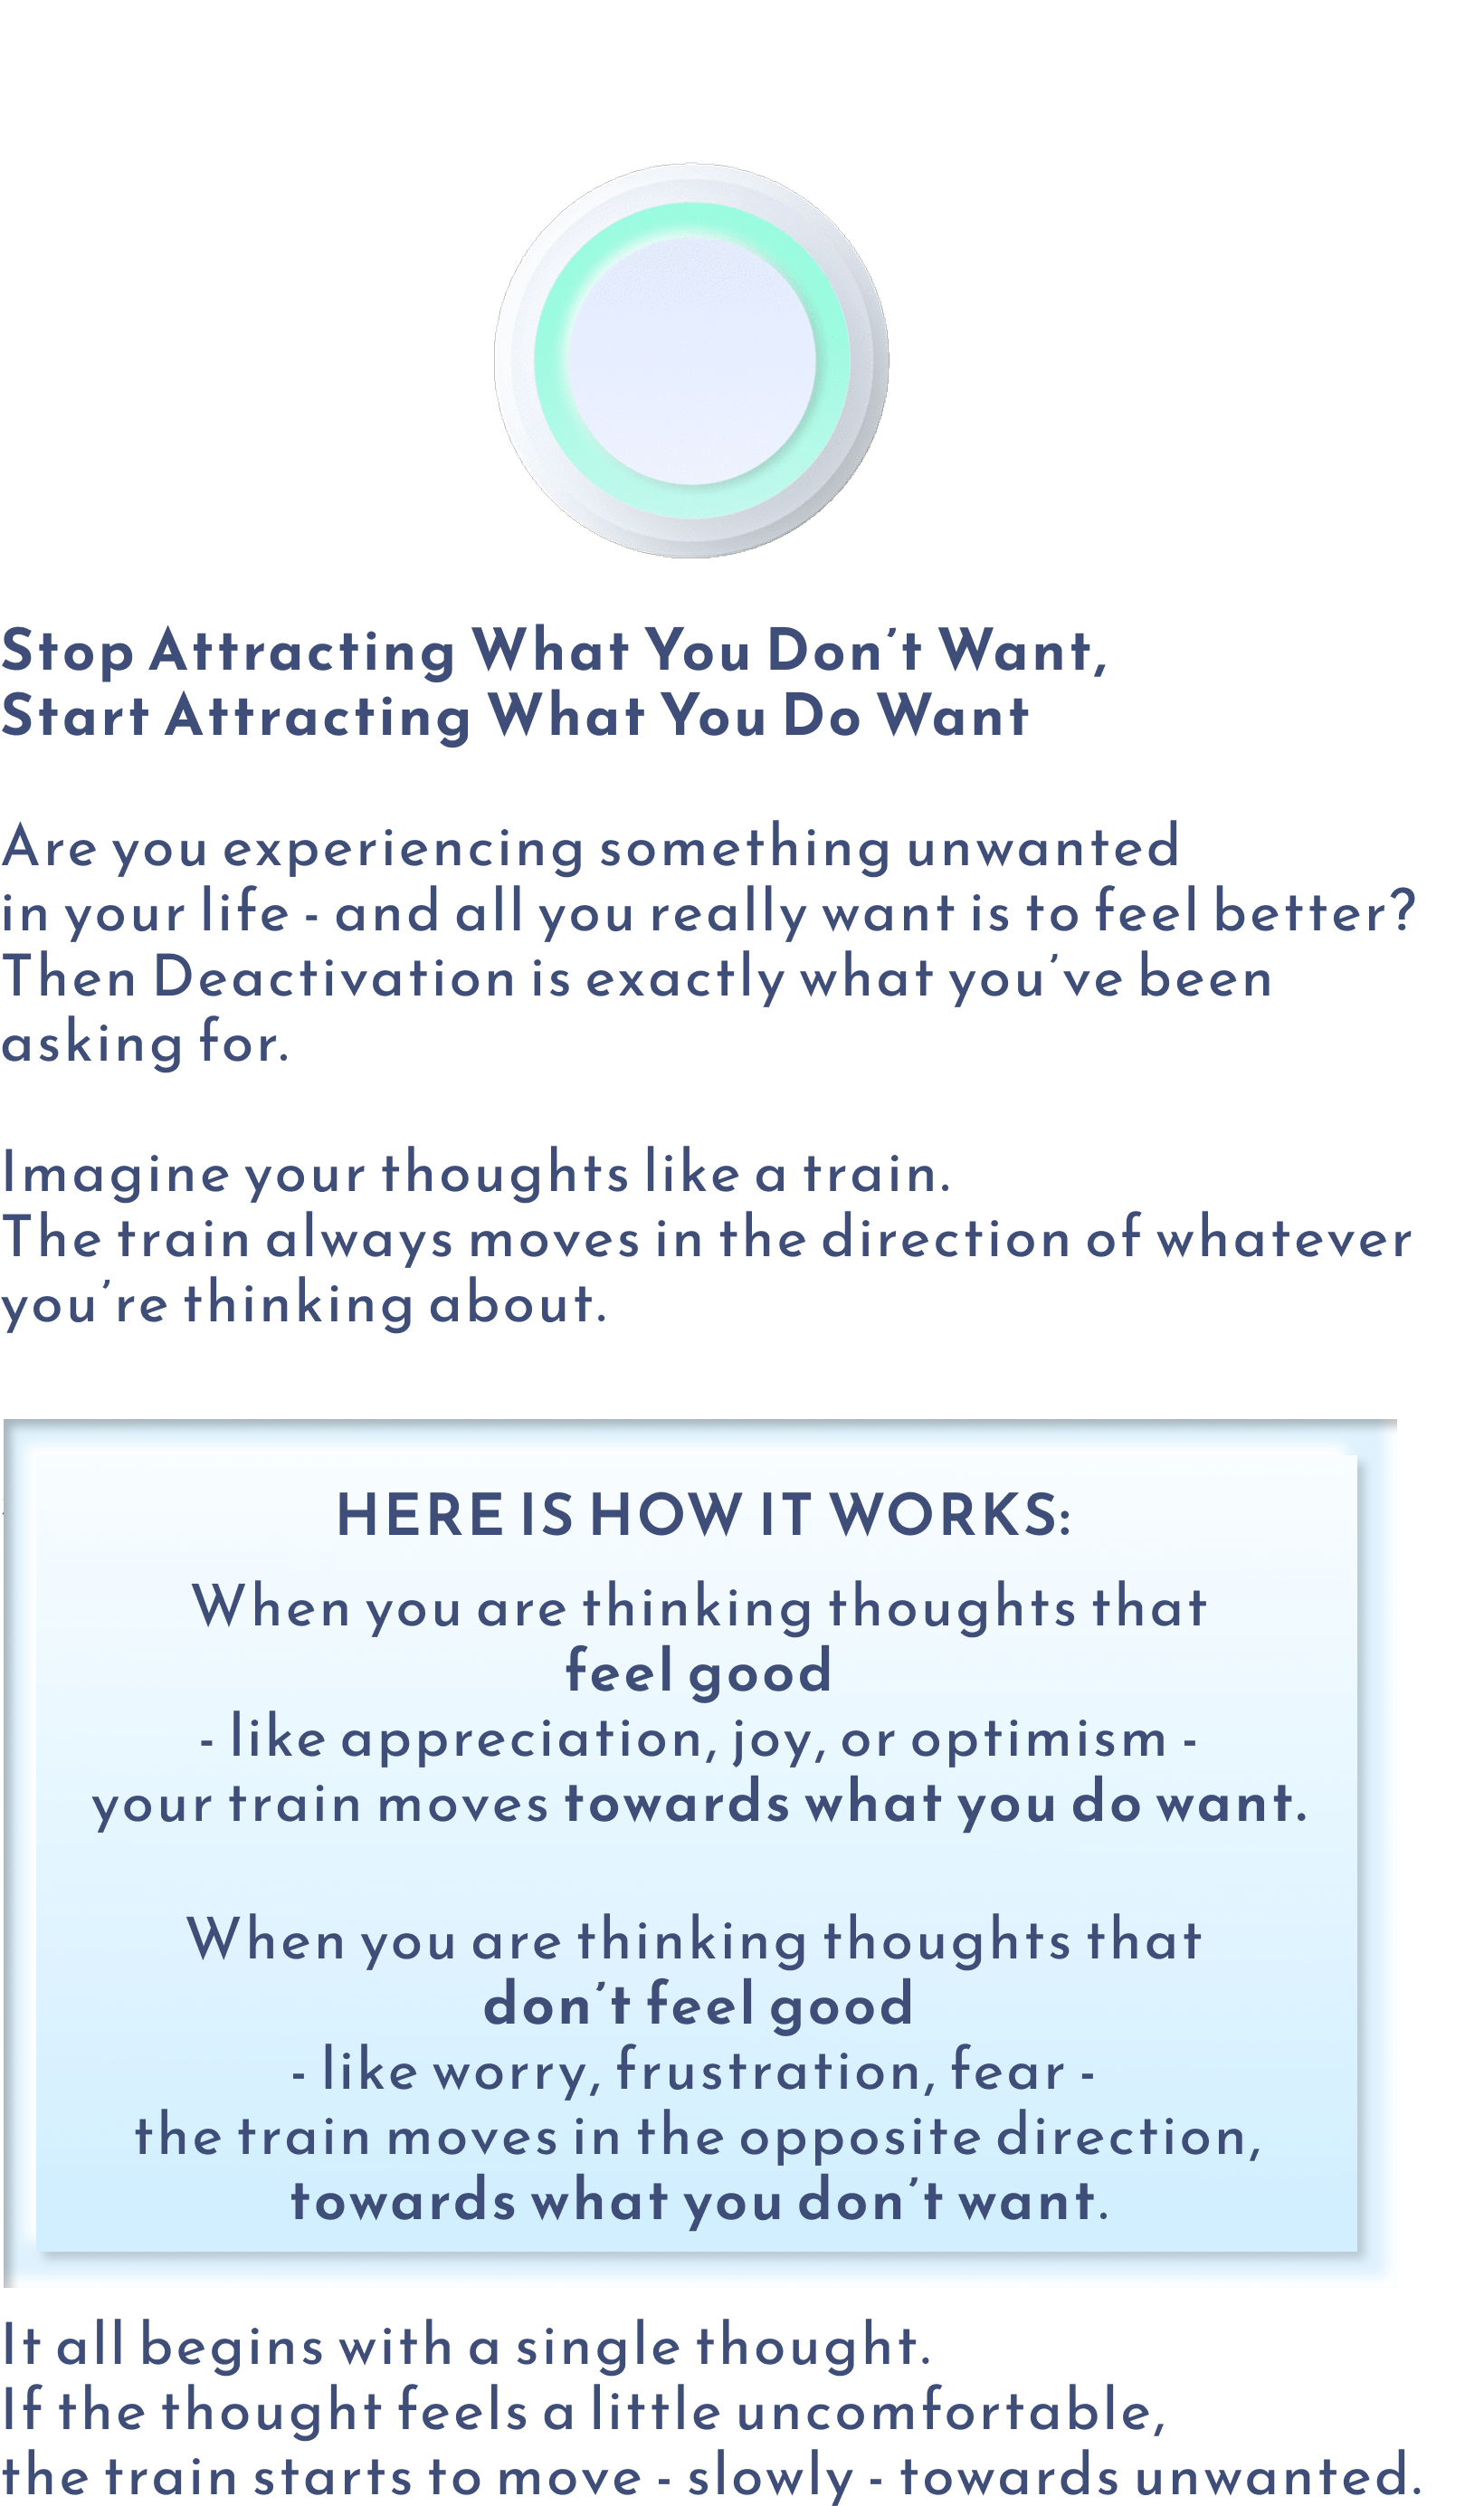 Stop Attracting What You Don’t Want,
Start Attracting What You Do Want
Are you experiencing something unwanted
in your life - and all you really want is to feel better?
Then Deactivation is exactly what you’ve been
asking for.
Imagine your thoughts like a train.
The train always moves in the direction of whatever
you’re thinking about.
HERE IS HOW IT WORKS:
When you are thinking thoughts that
feel good
- like appreciation, joy, or optimism -
your train moves towards what you do want.
When you are thinking thoughts that
don’t feel good
- like worry, frustration, fear -
the train moves in the opposite direction,
towards what you don’t want.
It all begins with a single thought.
If the thought feels a little uncomfortable,
the train starts to move - slowly - towards unwanted.